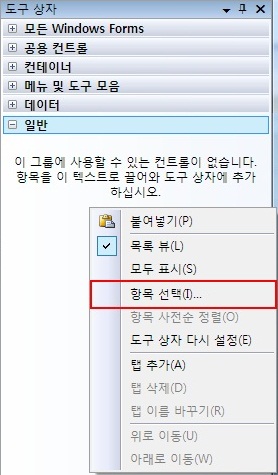 도구 상자
모든 Windows Forms
공용 컨트롤
컨테이너
메뉴 및 도구 모음
데이터
일반
이 그룹에 사용할 수 있는 컨트롤이 없습니다.
항목을 이 텍스트로 끌어와 도구 상자에 추가
하십시오.
붙여넣기(P)
목록 뷰(L)
모두 표시(S)
항목 선택(I)...
항목 사전순 정렬(O)
도구 상자 다시 설정(E)
탭 추가(A)
탭 삭제(D)
탭 이름 바꾸기(R)
위로 이동(U)
아래로 이동(W)